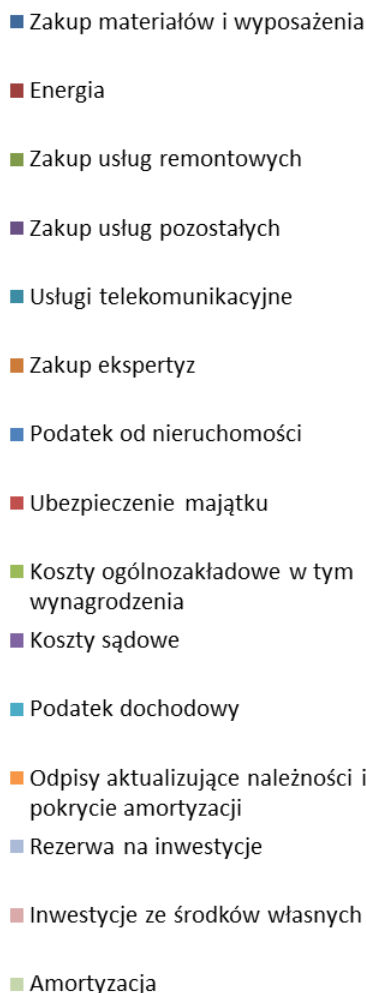 Zakup materiałów i wyposażenia
Energia
Zakup usług remontowych
Zakup usług pozostałych
Usługi telekomunikacyjne
Zakup ekspertyz
Podatek od nieruchomości
Ubezpieczenie majątku
Koszty ogólnozakładowe w tym
wynagrodzenia
Koszty sądowe
Podatek dochodowy
Odpisy aktualizujące należności i
pokrycie amortyzacji
Rezerwa na inwestycje
Inwestycje ze środków własnych
Amortyzacja